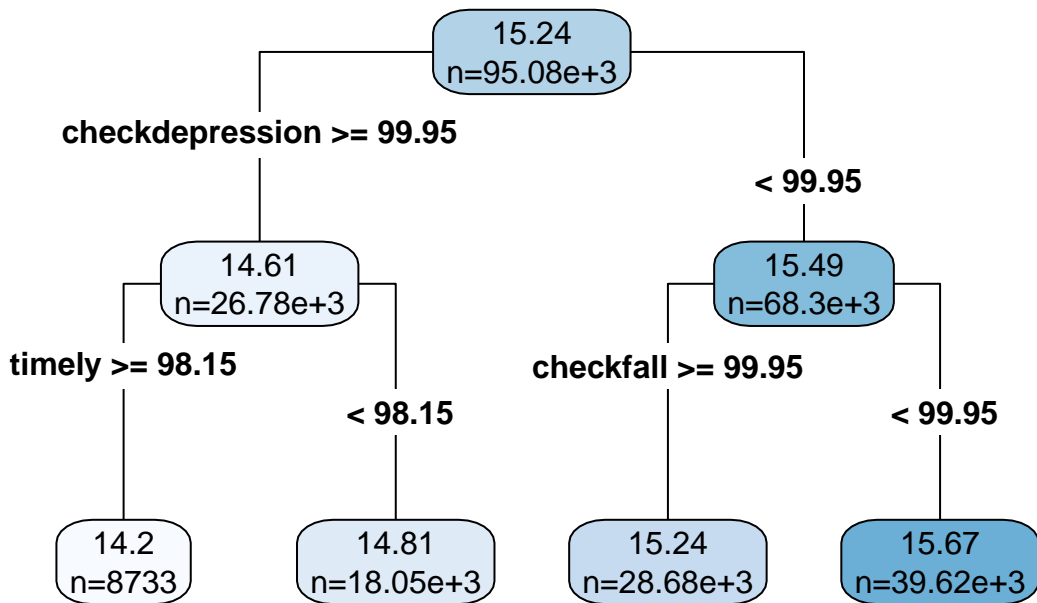 15.24
n=95.08e+3
checkdepression >= 99.95
< 99.95
14.61
n=26.78e+3
15.49
n=68.3e+3
timely >= 98.15
< 98.15
checkfall >= 99.95
< 99.95
14.2
n=8733
14.81
n=18.05e+3
15.24
n=28.68e+3
15.67
n=39.62e+3